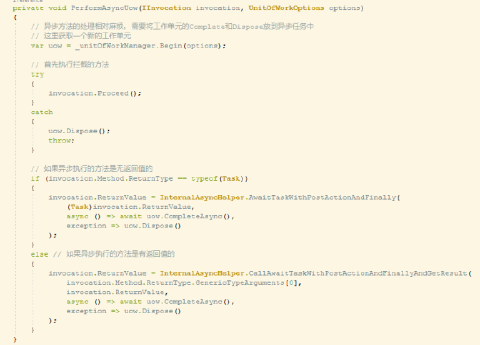 private void PerformAsyncUow(IInvocation invocation, UnitOfWorkOptions options)
{
// 异步方法的处理相对麻烦，需要将工作单元的Complete和Dispose放到异步任务中
// 这里获取一个新的工作单元
var uow = _unitOfWorkManager.Begin(options);
// 首先执行拦截的方法
try
{
invocation.Proceed();
}
catch
{
uow.Dispose();
throw;
}
// 如果异步执行的方法是无返回值的
if (invocation.Method.ReturnType == typeof(Task))
{
invocation.ReturnValue = InternalAsyncHelper.AwaitTaskWithPostActionAndFinally(
(Task)invocation.ReturnValue,
async () => await uow.CompleteAsync(),
exception => uow.Dispose()
);
}
else // 如果异步执行的方法是有返回值的
{
invocation.ReturnValue = InternalAsyncHelper.CallAwaitTaskWithPostActionAndFinallyAndGetResult(
invocation.Method.ReturnType.GenericTypeArguments[0],
invocation.ReturnValue,
async () => await uow.CompleteAsync(),
exception => uow.Dispose()
);
}
}